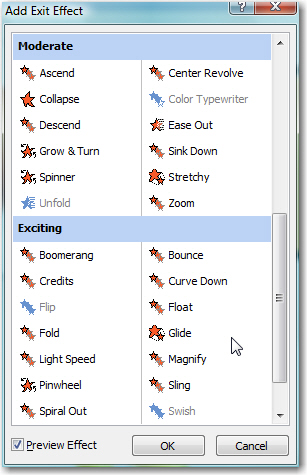 Add Exit Effect
Moderate
Ascend Center Revolve
Collapse Color Typewriter
Descend Ease Out
Grow & Turn Sink Down
Spinner Stretchy
Unfold Zoom
Exciting
Boomerang Bounce
Credits Curve Down
Flip Float
Fold Glide
Light Speed Magnify
Pinwheel Sling
Spiral Out Swish
Preview Effect OK Cancel